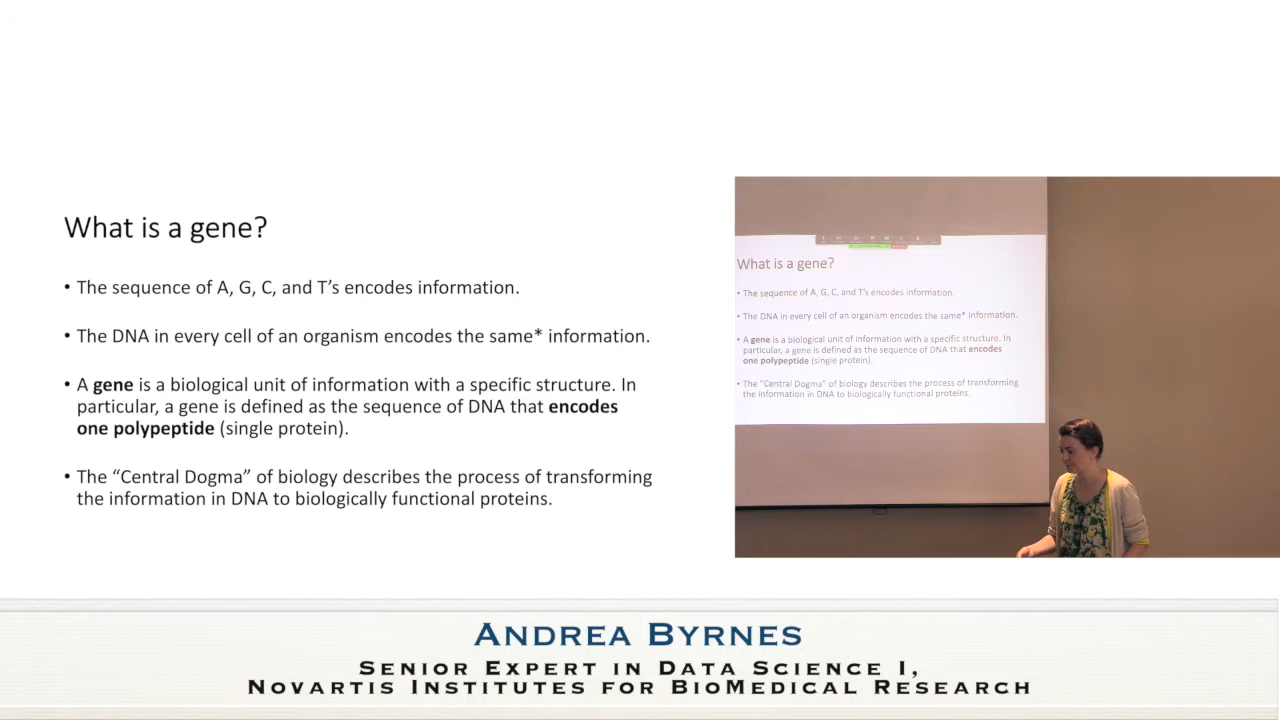 What is a gene?
• The sequence of A, G, C, and T’s encodes information.
• The DNA in every cell of an organism encodes the same* information.
• A gene is a biological unit of information with a specific structure. In
particular, a gene is defined as the sequence of DNA that encodes
one polypeptide (single protein).
• The “Central Dogma” of biology describes the process of transforming
the information in DNA to biologically functional proteins.
What is a gene?
• The sequence of A, G, C, and T’s encodes information.
• The DNA in every cell of an organism encodes the same* information.
• A gene is a biological unit of information with a specific structure. In
particular, a gene is defined as the sequence of DNA that encodes
one polypeptide (single protein).
• The “Central Dogma” of biology describes the process of transforming
the information in DNA to biologically functional proteins.
ANDREA BYRNES
SENIOR EXPERT IN DATA SCIENCE I,
NOVARTIS INSTITUTES FOR BIOMEDICAL RESEARCH